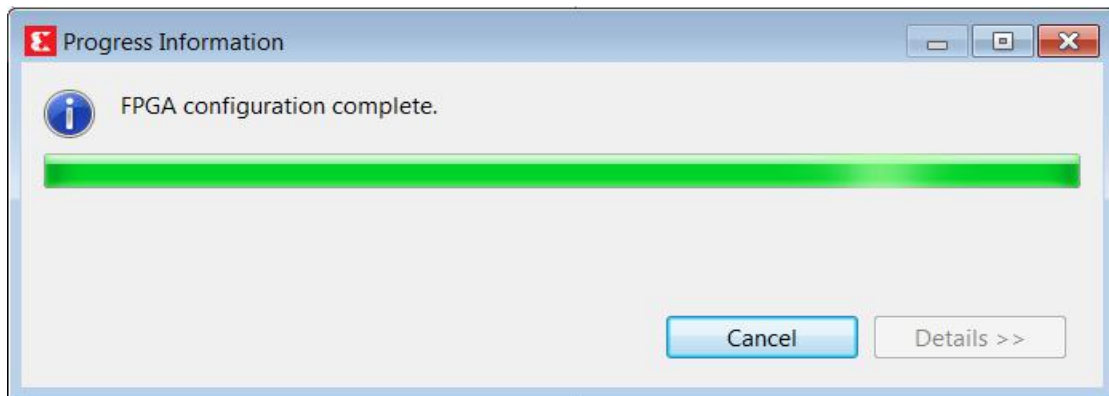 Progress Information
FPGA configuration complete.
Cancel
Details >>